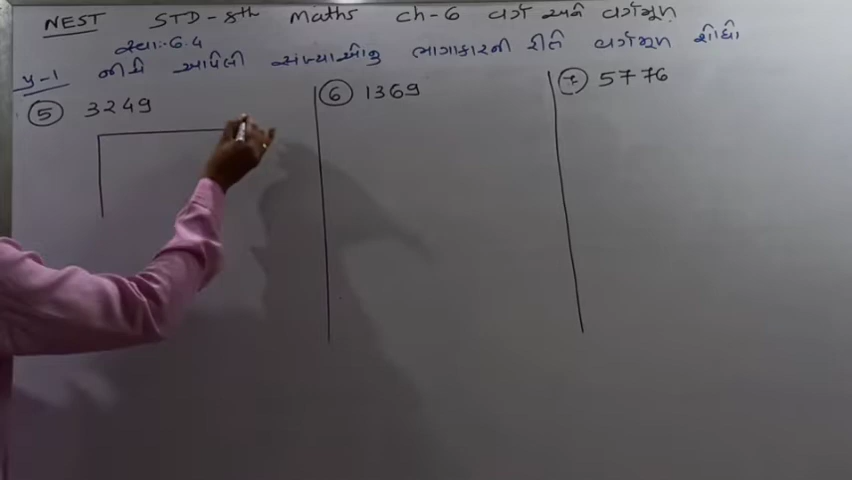 NEST STD-8th Maths Ch-6 વર્ગ અને વર્ગમૂળ
સ્વા:-6.4
પ્ર-1 નીચે આપેલી સંખ્યાઓનુ ભાગાકારની રીતે વર્ગમૂળ શોધો
5 3249 6 1369 7 5776